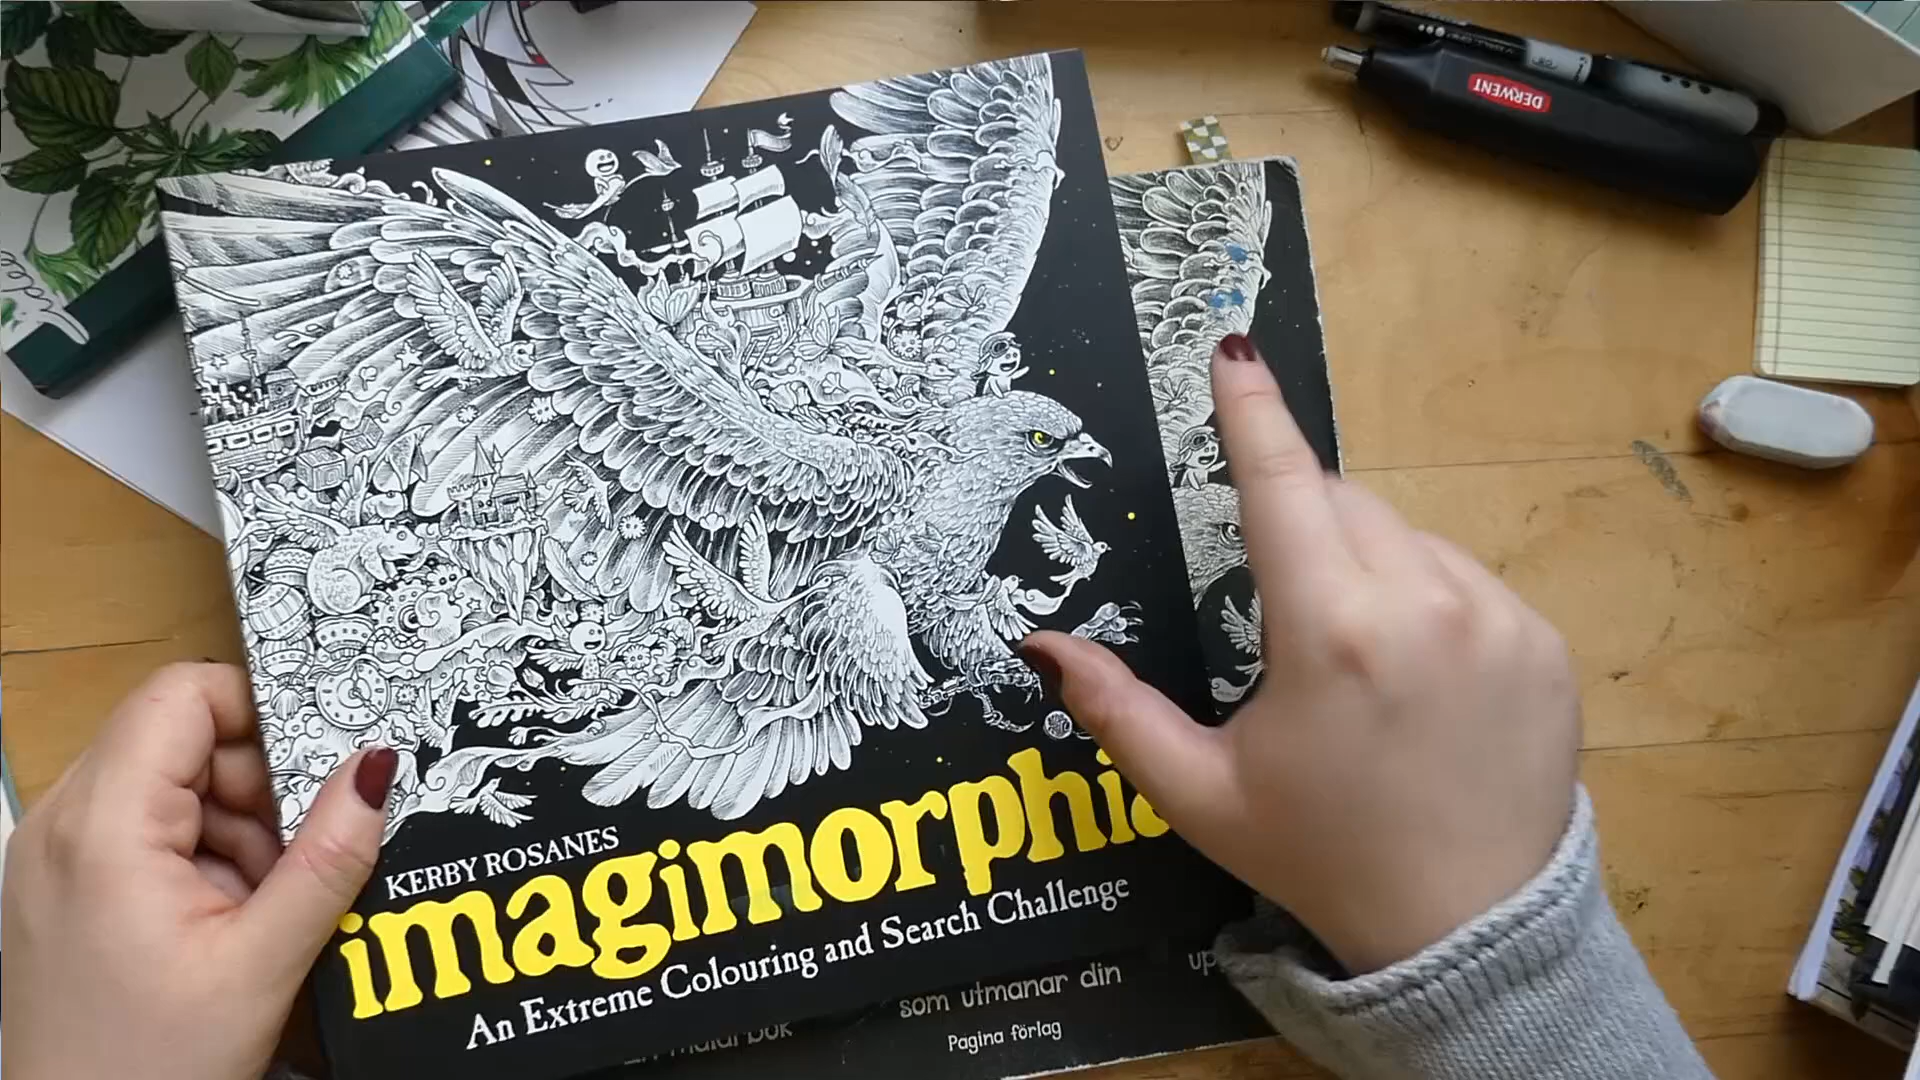 DERWENT
KERBY ROSANES
imagimorphia
An Extreme Colouring and Search Challenge
som utmanar din
Pagina förlag